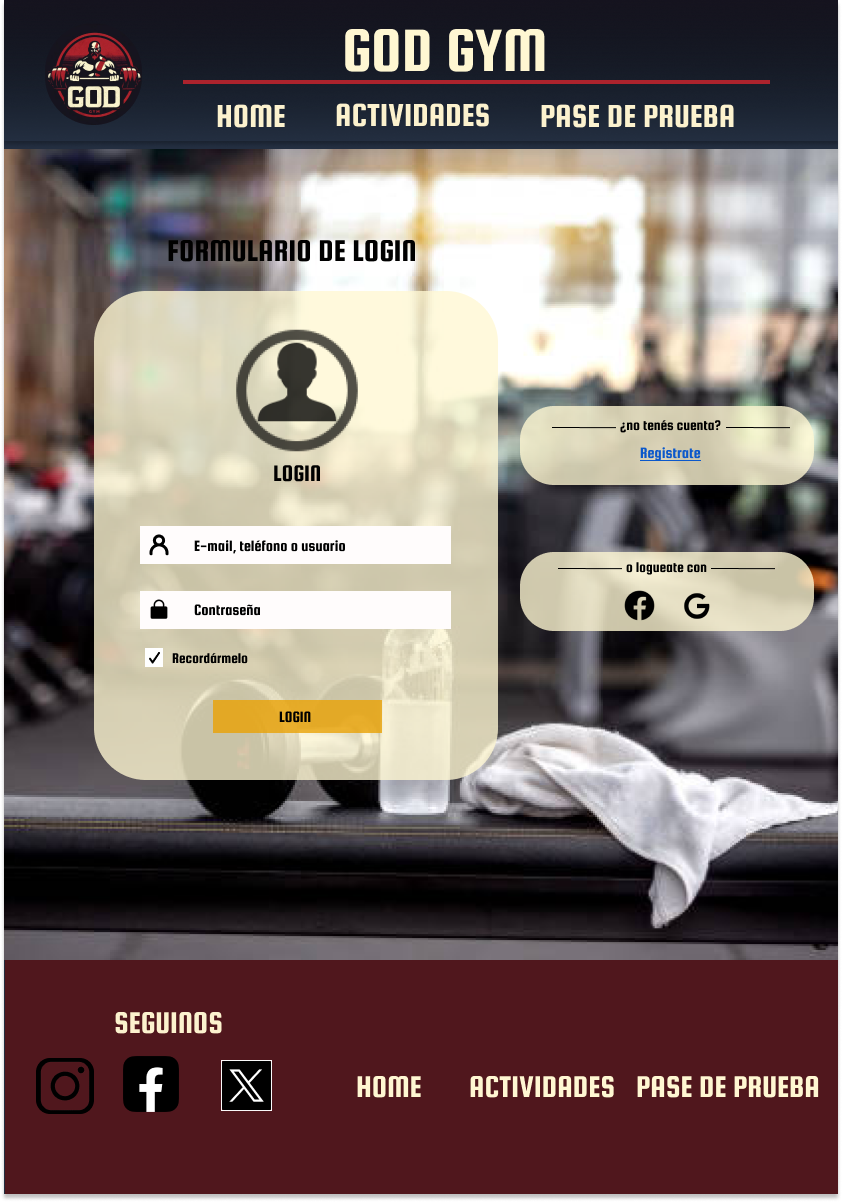 GOD GYM
GOD
HOME ACTIVIDADES PASE DE PRUEBA
FORMULARIO DE LOGIN
LOGIN
E-mail, teléfono o usuario
Contraseña
Recordármelo
LOGIN
¿no tenés cuenta?
Registrate
o logueate con
SEGUINOS
HOME ACTIVIDADES PASE DE PRUEBA